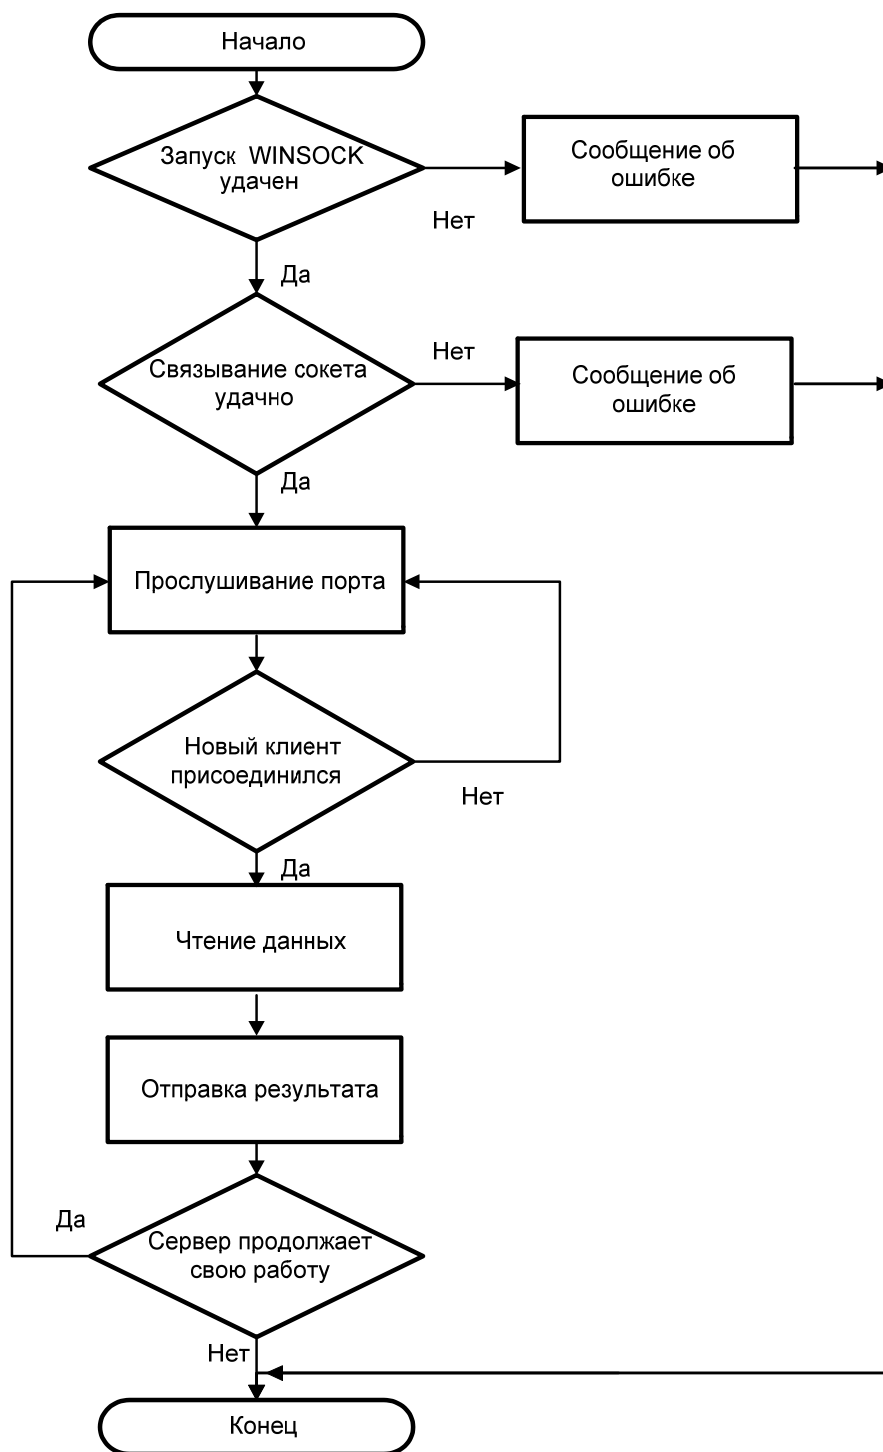 Начало
Запуск WINSOCK
удачен
Сообщение об
ошибке
Нет
Да
Связывание сокета
удачно
Нет
Сообщение об
ошибке
Да
Прослушивание порта
Новый клиент
присоединился
Нет
Да
Чтение данных
Отправка результата
Да
Сервер продолжает
свою работу
Нет
Конец